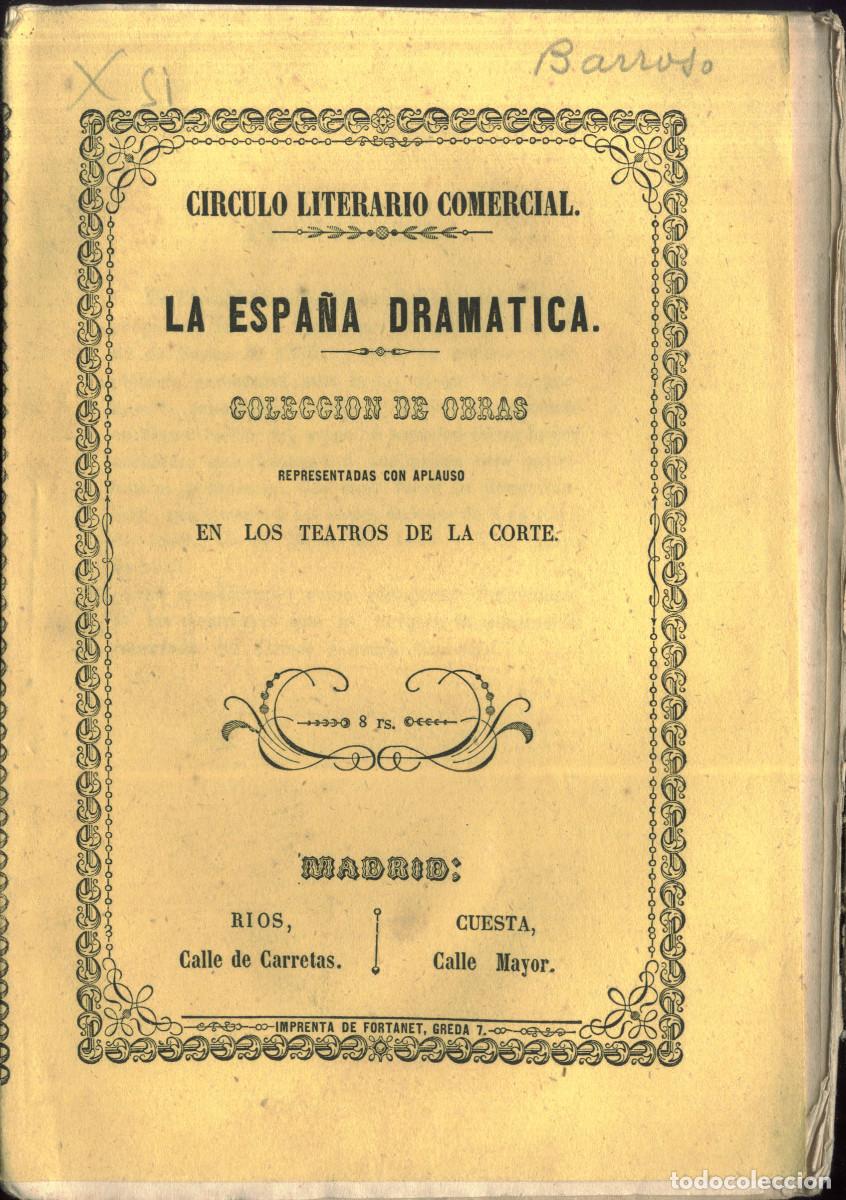 Barroso
X
CIRCULO LITERARIO COMERCIAL.
LA ESPAÑA DRAMATICA.
COLECCION DE OBRAS
REPRESENTADAS CON APLAUSO
EN LOS TEATROS DE LA CORTE.
8 rs.
MADRID:
RIOS,
Calle de Carretas.
CUESTA,
Calle Mayor.
IMPRENTA DE FORTANET, GREDA 7.
todocoleccion